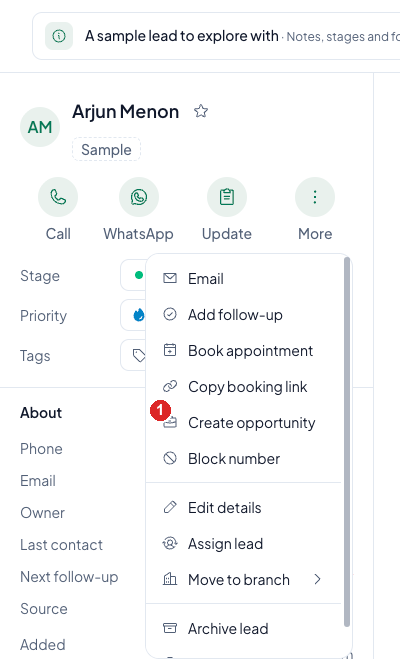 A sample lead to explore with · Notes, stages and fo
AM
Arjun Menon
Sample
Call
WhatsApp
Update
More
Stage
Priority
Tags
Email
Add follow-up
Book appointment
Copy booking link
1
Create opportunity
Block number
Edit details
Assign lead
Move to branch
Archive lead
About
Phone
Email
Owner
Last contact
Next follow-up
Source
Added